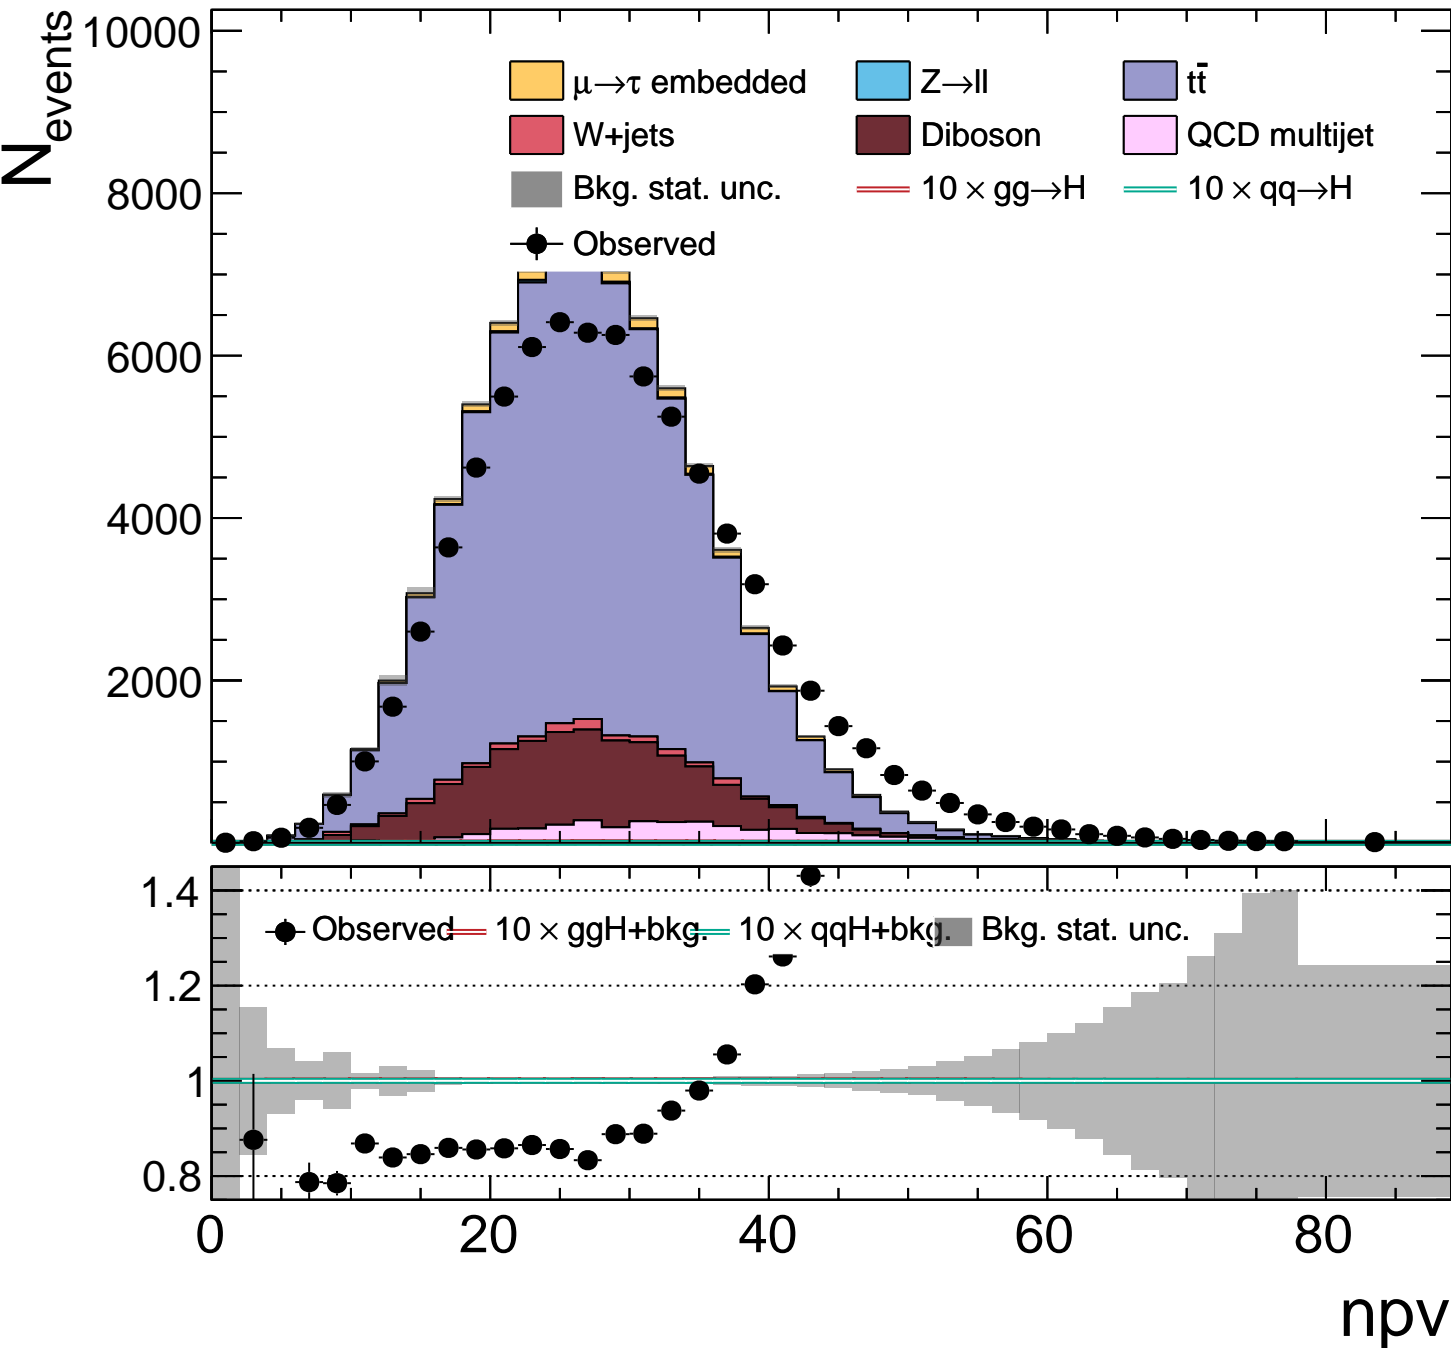 N_events
10000
8000
6000
4000
2000
μ→τ embedded Z→ll tt̄
W+jets Diboson QCD multijet
Bkg. stat. unc. 10 × gg→H 10 × qq→H
Observed
1.4
1.2
1
0.8
Observed 10 × ggH+bkg. 10 × qqH+bkg. Bkg. stat. unc.
0 20 40 60 80
npv